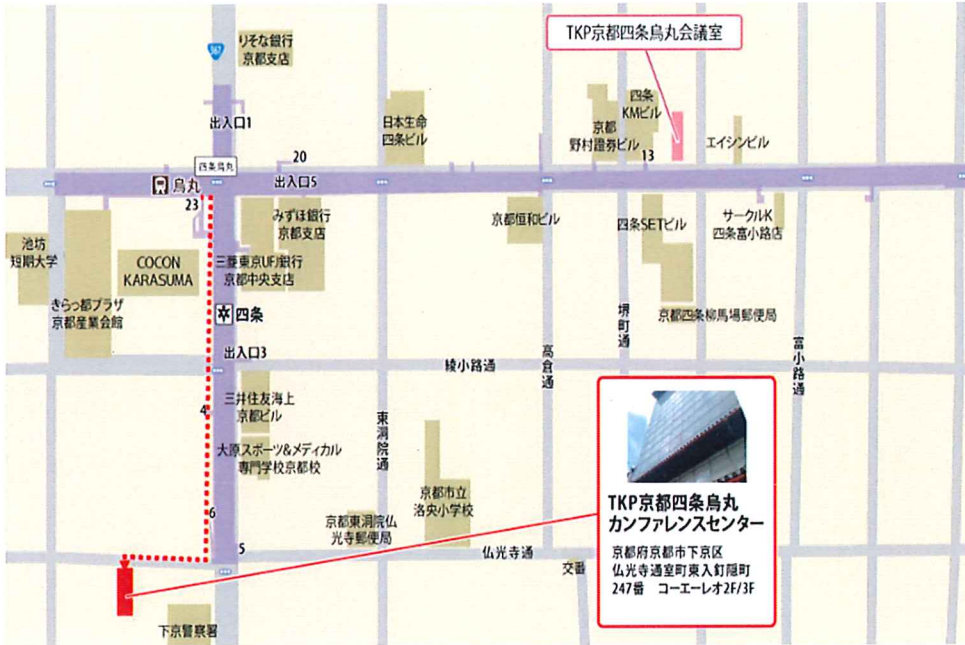 TKP京都四条烏丸会議室
367
りそな銀行
京都支店
出入口1
日本生命
四条ビル
四条
KMビル
京都
野村證券ビル
13
エイシンビル
四条烏丸
20
烏丸
出入口5
23
みずほ銀行
京都支店
京都恒和ビル
四条SETビル
サークルK
四条富小路店
池坊
短期大学
COCON
KARASUMA
三菱東京UFJ銀行
京都中央支店
きらっ都プラザ
京都産業会館
四条
京都四条柳馬場郵便局
堺町通
富小路通
高倉通
出入口3
綾小路通
三井住友海上
京都ビル
4
東洞院通
大原スポーツ&メディカル
専門学校京都校
京都市立
洛央小学校
6
京都東洞院仏
光寺郵便局
5
仏光寺通
交番
下京警察署
TKP京都四条烏丸
カンファレンスセンター
京都府京都市下京区
仏光寺通室町東入釘隠町
247番 コーエーレオ2F/3F